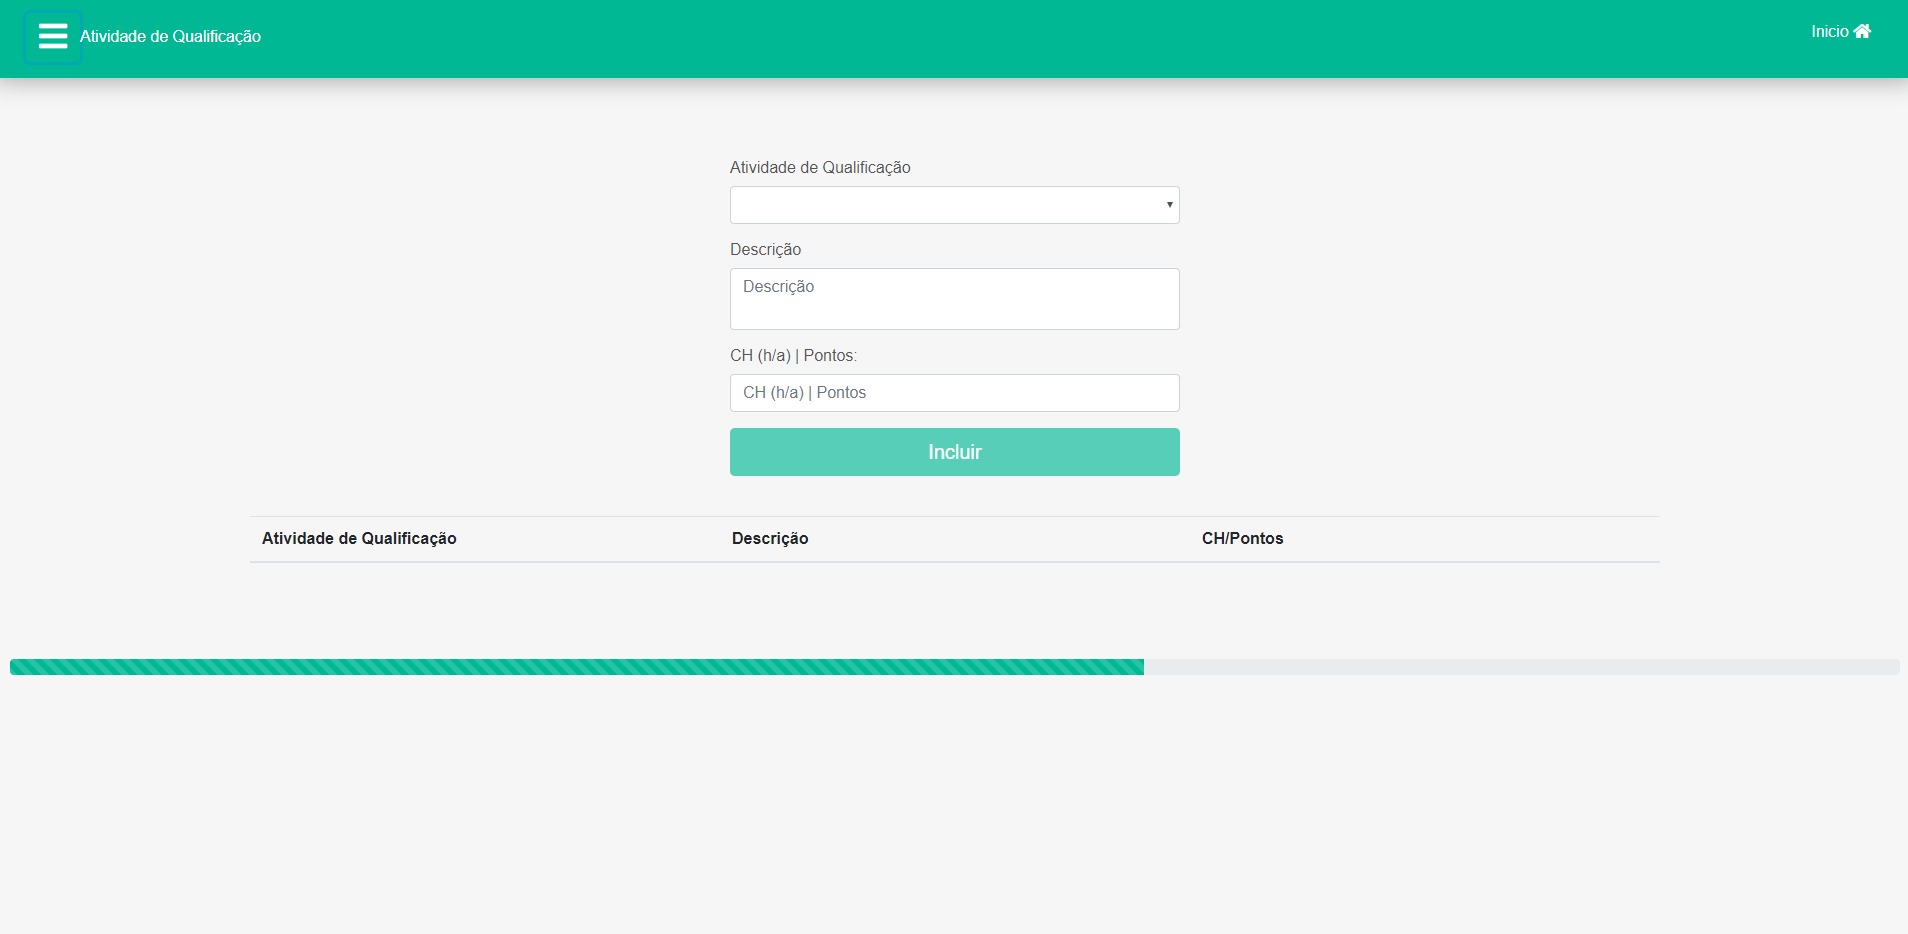 Atividade de Qualificação
Inicio
Atividade de Qualificação
Descrição
Descrição
CH (h/a) | Pontos:
CH (h/a) | Pontos
Incluir
Atividade de Qualificação Descrição CH/Pontos